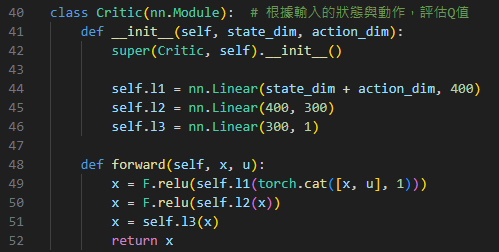 40 class Critic(nn.Module):  # 根據輸入的狀態與動作，評估Q值
41     def __init__(self, state_dim, action_dim):
42         super(Critic, self).__init__()
43
44         self.l1 = nn.Linear(state_dim + action_dim, 400)
45         self.l2 = nn.Linear(400, 300)
46         self.l3 = nn.Linear(300, 1)
47
48     def forward(self, x, u):
49         x = F.relu(self.l1(torch.cat([x, u], 1)))
50         x = F.relu(self.l2(x))
51         x = self.l3(x)
52         return x